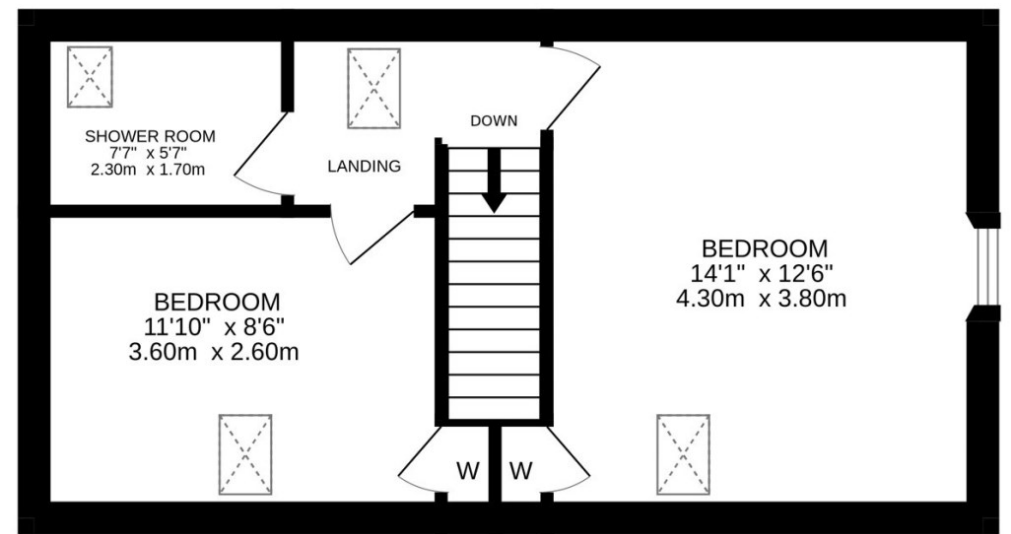 SHOWER ROOM
7'7" x 5'7"
2.30m x 1.70m
LANDING
DOWN
BEDROOM
11'10" x 8'6"
3.60m x 2.60m
BEDROOM
14'1" x 12'6"
4.30m x 3.80m
W
W